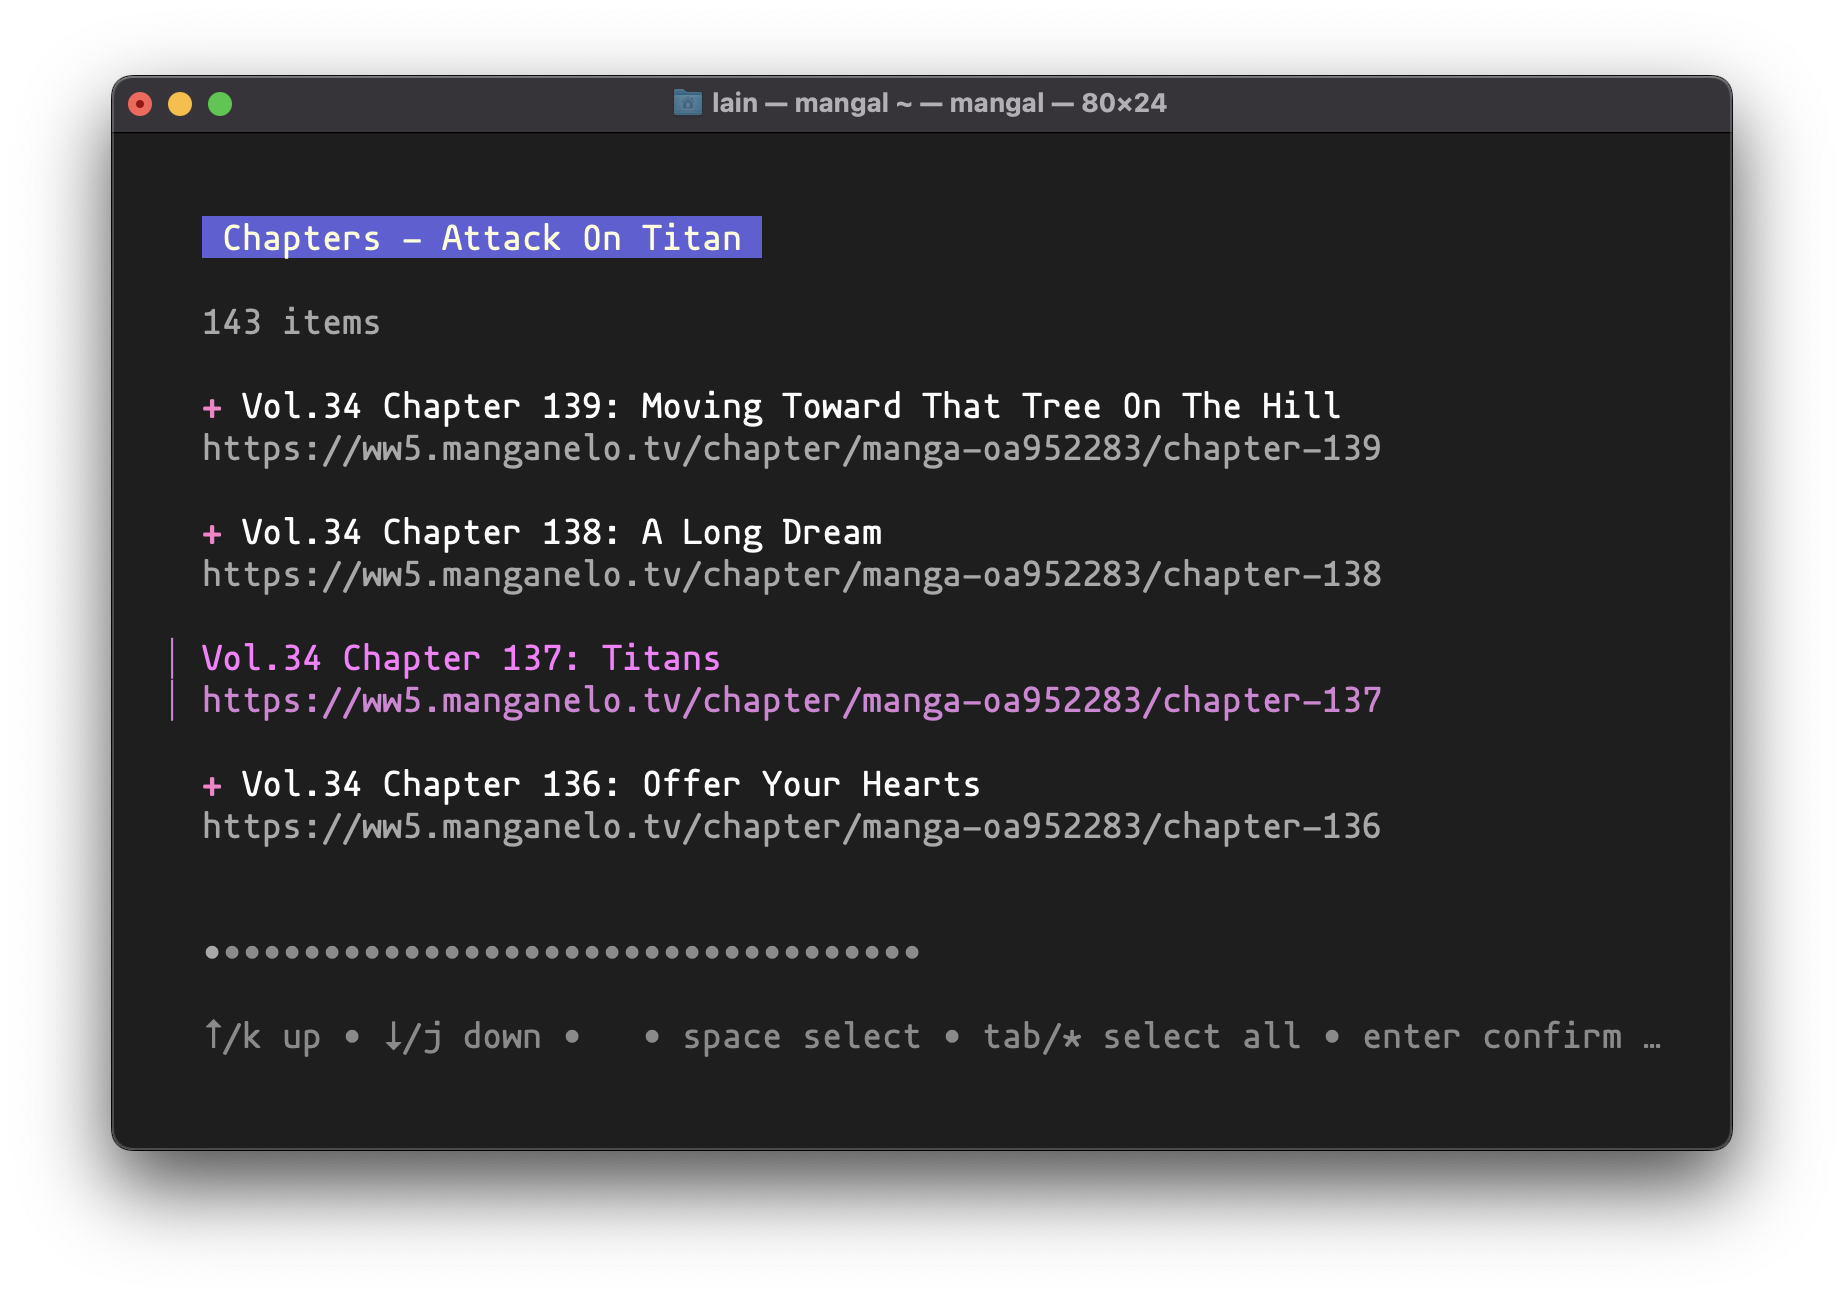 lain — mangal ~ — mangal — 80×24
Chapters - Attack On Titan
143 items
+ Vol.34 Chapter 139: Moving Toward That Tree On The Hill
https://ww5.manganelo.tv/chapter/manga-oa952283/chapter-139
+ Vol.34 Chapter 138: A Long Dream
https://ww5.manganelo.tv/chapter/manga-oa952283/chapter-138
Vol.34 Chapter 137: Titans
https://ww5.manganelo.tv/chapter/manga-oa952283/chapter-137
+ Vol.34 Chapter 136: Offer Your Hearts
https://ww5.manganelo.tv/chapter/manga-oa952283/chapter-136
↑/k up • ↓/j down •   • space select • tab/* select all • enter confirm …